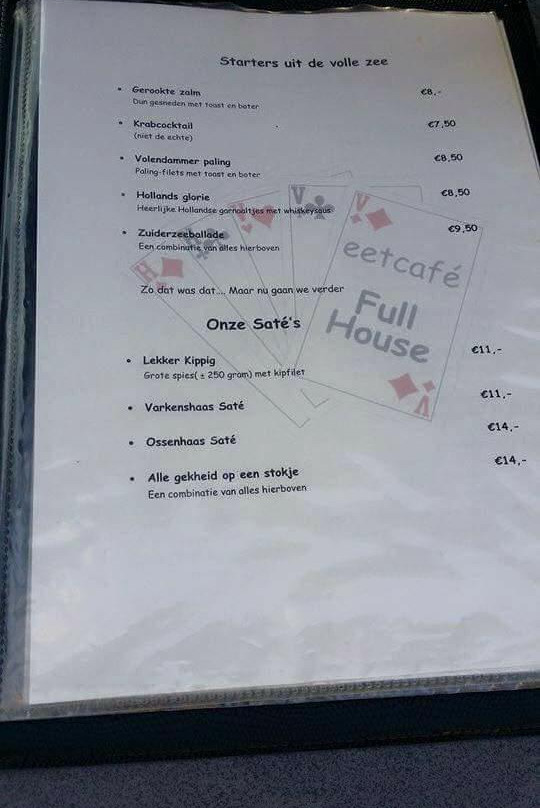 Starters uit de volle zee
• Gerookte zalm €8,-
Dun gesneden met toast en boter
• Krabcocktail €7,50
(niet de echte)
• Volendammer paling €8,50
Paling-filets met toast en boter
• Hollands glorie €8,50
Heerlijke Hollandse garnaaltjes met whiskeysaus
• Zuiderzeeballade €9,50
Een combinatie van alles hierboven
Zo dat was dat... Maar nu gaan we verder
Onze Saté's
• Lekker Kippig €11,-
Grote spies( ± 250 gram) met kipfilet
• Varkenshaas Saté €11,-
• Ossenhaas Saté €14,-
• Alle gekheid op een stokje €14,-
Een combinatie van alles hierboven
H
H
V
V
eetcafé
Full
House
V